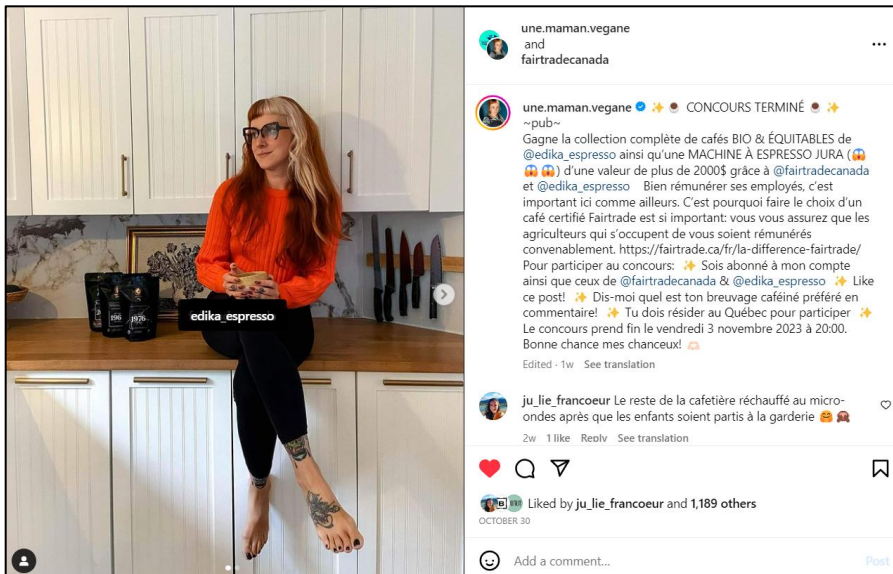 une.maman.vegane
and
fairtradecanada
une.maman.vegane ✨ ☕ CONCOURS TERMINÉ ☕ ✨
~pub~
Gagne la collection complète de cafés BIO & ÉQUITABLES de
@edika_espresso ainsi qu'une MACHINE À ESPRESSO JURA (😱
😱 😱) d'une valeur de plus de 2000$ grâce à @fairtradecanada
et @edika_espresso Bien rémunérer ses employés, c'est
important ici comme ailleurs. C'est pourquoi faire le choix d'un
café certifié Fairtrade est si important: vous vous assurez que les
agriculteurs qui s'occupent de vous soient rémunérés
convenablement. https://fairtrade.ca/fr/la-difference-fairtrade/
Pour participer au concours: ✨ Sois abonné à mon compte
ainsi que ceux de @fairtradecanada & @edika_espresso ✨ Like
ce post! ✨ Dis-moi quel est ton breuvage caféiné préféré en
commentaire! ✨ Tu dois résider au Québec pour participer ✨
Le concours prend fin le vendredi 3 novembre 2023 à 20:00.
Bonne chance mes chanceux! 🫶🏻
Edited · 1w See translation
ju_lie_francoeur Le reste de la cafetière réchauffé au micro-
ondes après que les enfants soient partis à la garderie 🤗 🙈
2w 1 like Reply See translation
Liked by ju_lie_francoeur and 1,189 others
OCTOBER 30
Add a comment...
Post
edika_espresso
196
1976